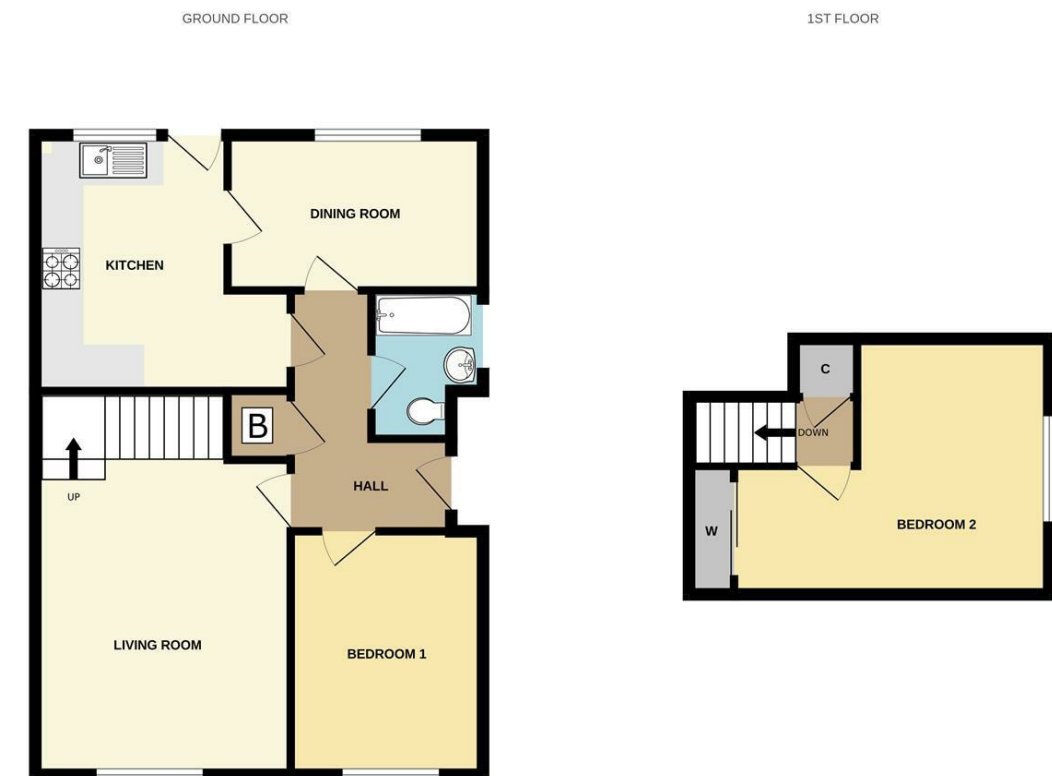 GROUND FLOOR
1ST FLOOR
DINING ROOM
KITCHEN
B
HALL
UP
LIVING ROOM
BEDROOM 1
C
DOWN
BEDROOM 2
W